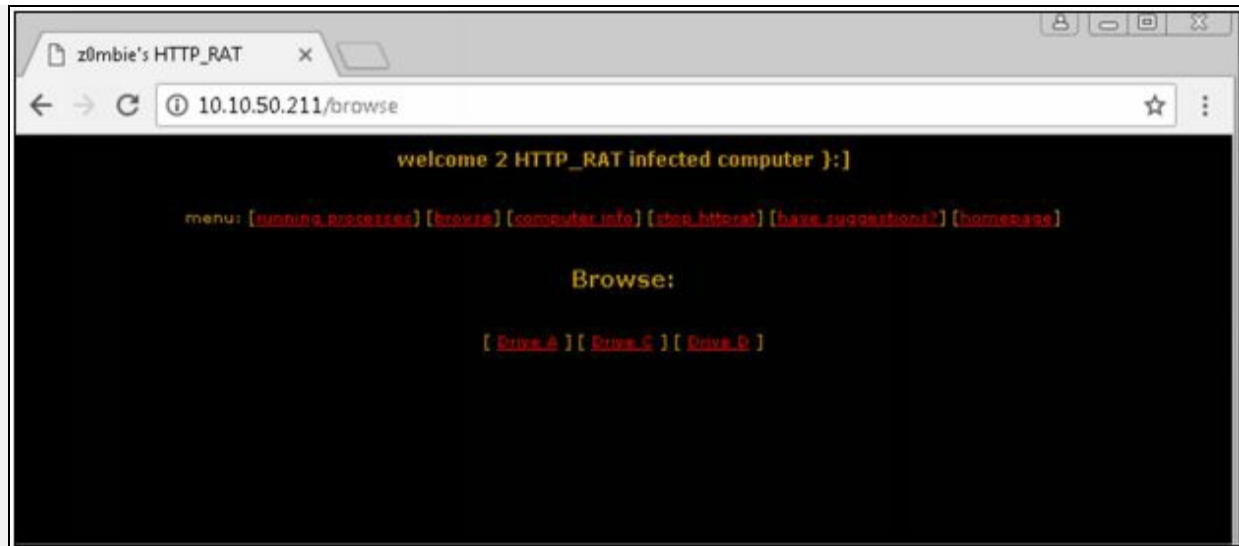 z0mbie's HTTP_RAT
10.10.50.211/browse
welcome 2 HTTP_RAT infected computer }:]
menu: [running processes] [browse] [computer info] [stop httprat] [have suggestions?] [homepage]
Browse:
[ Drive A ] [ Drive C ] [ Drive D ]